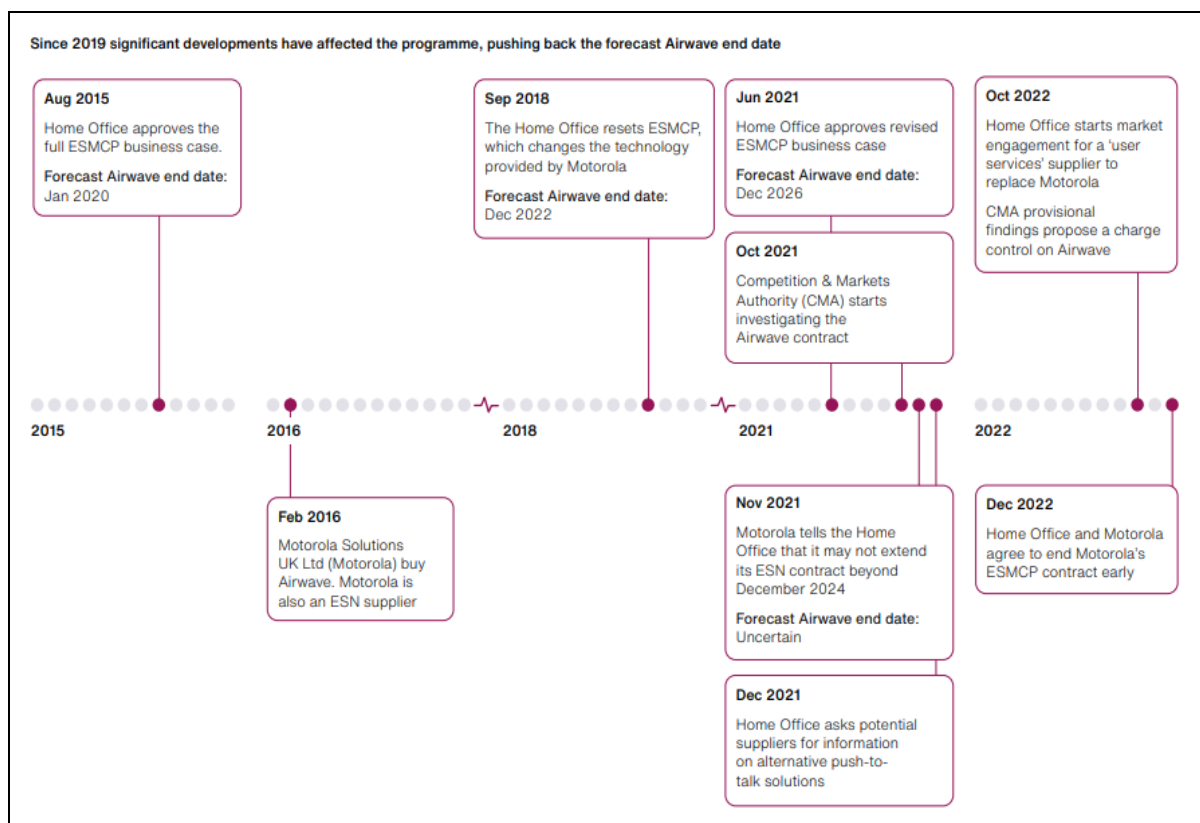 Since 2019 significant developments have affected the programme, pushing back the forecast Airwave end date
Aug 2015
Home Office approves the
full ESMCP business case.
Forecast Airwave end date:
Jan 2020
Sep 2018
The Home Office resets ESMCP,
which changes the technology
provided by Motorola
Forecast Airwave end date:
Dec 2022
Jun 2021
Home Office approves revised
ESMCP business case
Forecast Airwave end date:
Dec 2026
Oct 2021
Competition & Markets
Authority (CMA) starts
investigating the
Airwave contract
Oct 2022
Home Office starts market
engagement for a ‘user
services’ supplier to
replace Motorola
CMA provisional
findings propose a charge
control on Airwave
2015
2016
2018
2021
2022
Feb 2016
Motorola Solutions
UK Ltd (Motorola) buy
Airwave. Motorola is
also an ESN supplier
Nov 2021
Motorola tells the Home
Office that it may not extend
its ESN contract beyond
December 2024
Forecast Airwave end date:
Uncertain
Dec 2021
Home Office asks potential
suppliers for information
on alternative push-to-
talk solutions
Dec 2022
Home Office and Motorola
agree to end Motorola’s
ESMCP contract early